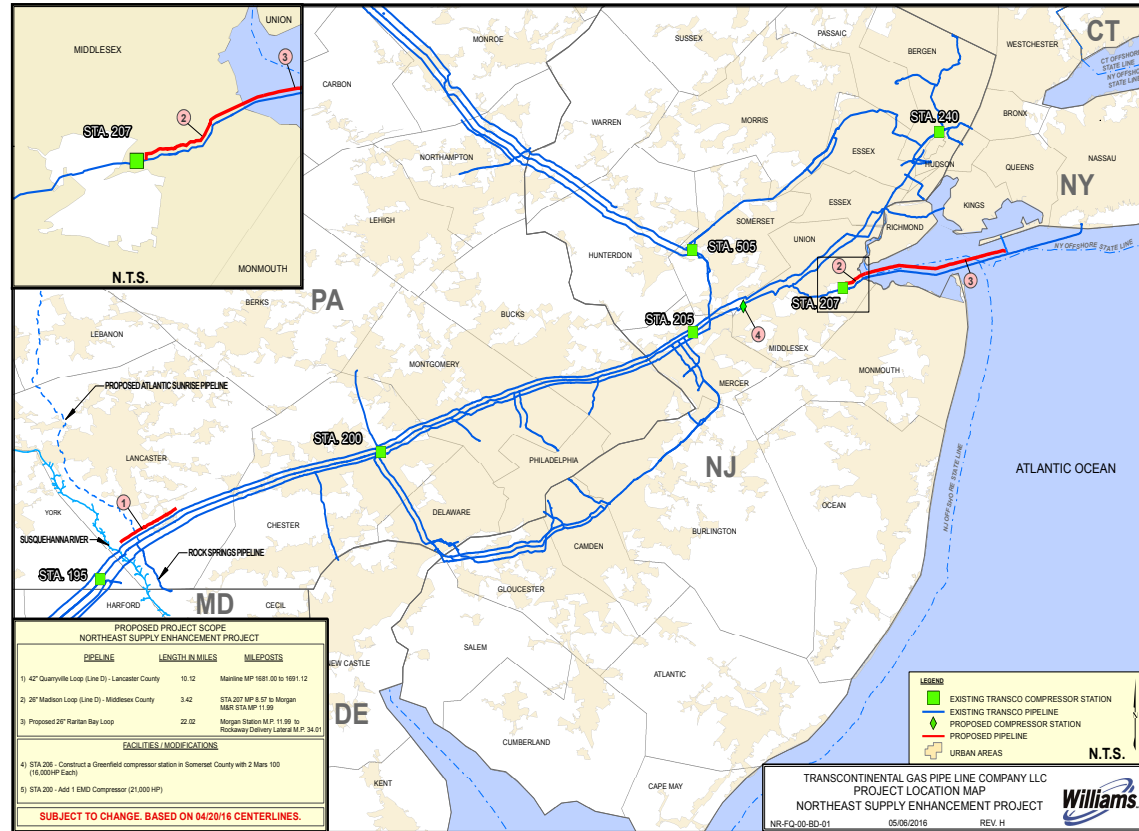 UNION
MIDDLESEX
3
2
STA. 207
MONMOUTH
N.T.S.
MONROE
SUSSEX
PASSAIC
BERGEN
WESTCHESTER
CT
CT OFFSHORE
STATE LINE
NY OFFSHORE
STATE LINE
CARBON
WARREN
MORRIS
STA. 240
BRONX
NORTHAMPTON
ESSEX
HUDSON
QUEENS
NASSAU
NY
LEHIGH
ESSEX
KINGS
SOMERSET
UNION
RICHMOND
HUNTERDON
STA. 505
NY OFFSHORE STATE LINE
2
3
STA. 207
BERKS
PA
BUCKS
STA. 205
4
LEBANON
MIDDLESEX
MONTGOMERY
MONMOUTH
MERCER
PROPOSED ATLANTIC SUNRISE PIPELINE
STA. 200
LANCASTER
PHILADELPHIA
NJ
ATLANTIC OCEAN
NJ OFFSHORE STATE LINE
1
YORK
OCEAN
CHESTER
DELAWARE
BURLINGTON
SUSQUEHANNA RIVER
CAMDEN
ROCK SPRINGS PIPELINE
STA. 195
GLOUCESTER
HARFORD
MD
CECIL
PROPOSED PROJECT SCOPE
NORTHEAST SUPPLY ENHANCEMENT PROJECT
PIPELINE LENGTH IN MILES MILEPOSTS
1) 42" Quarryville Loop (Line D) - Lancaster County 10.12 Mainline MP 1681.00 to 1691.12
2) 26" Madison Loop (Line D) - Middlesex County 3.42 STA 207 MP 8.57 to Morgan
M&R STA MP 11.99
3) Proposed 26" Raritan Bay Loop 22.02 Morgan Station M.P. 11.99 to
Rockaway Delivery Lateral M.P. 34.01
FACILITIES / MODIFICATIONS
4) STA 206 - Construct a Greenfield compressor station in Somerset County with 2 Mars 100
(16,000HP Each)
5) STA 200 - Add 1 EMD Compressor (21,000 HP)
SUBJECT TO CHANGE. BASED ON 04/20/16 CENTERLINES.
SALEM
NEW CASTLE
ATLANTIC
DE
CUMBERLAND
KENT
CAPE MAY
LEGEND
EXISTING TRANSCO COMPRESSOR STATION
EXISTING TRANSCO PIPELINE
PROPOSED COMPRESSOR STATION
PROPOSED PIPELINE
URBAN AREAS
N.T.S.
TRANSCONTINENTAL GAS PIPE LINE COMPANY LLC
PROJECT LOCATION MAP
NORTHEAST SUPPLY ENHANCEMENT PROJECT
NR-FQ-00-BD-01 05/06/2016 REV. H
Williams